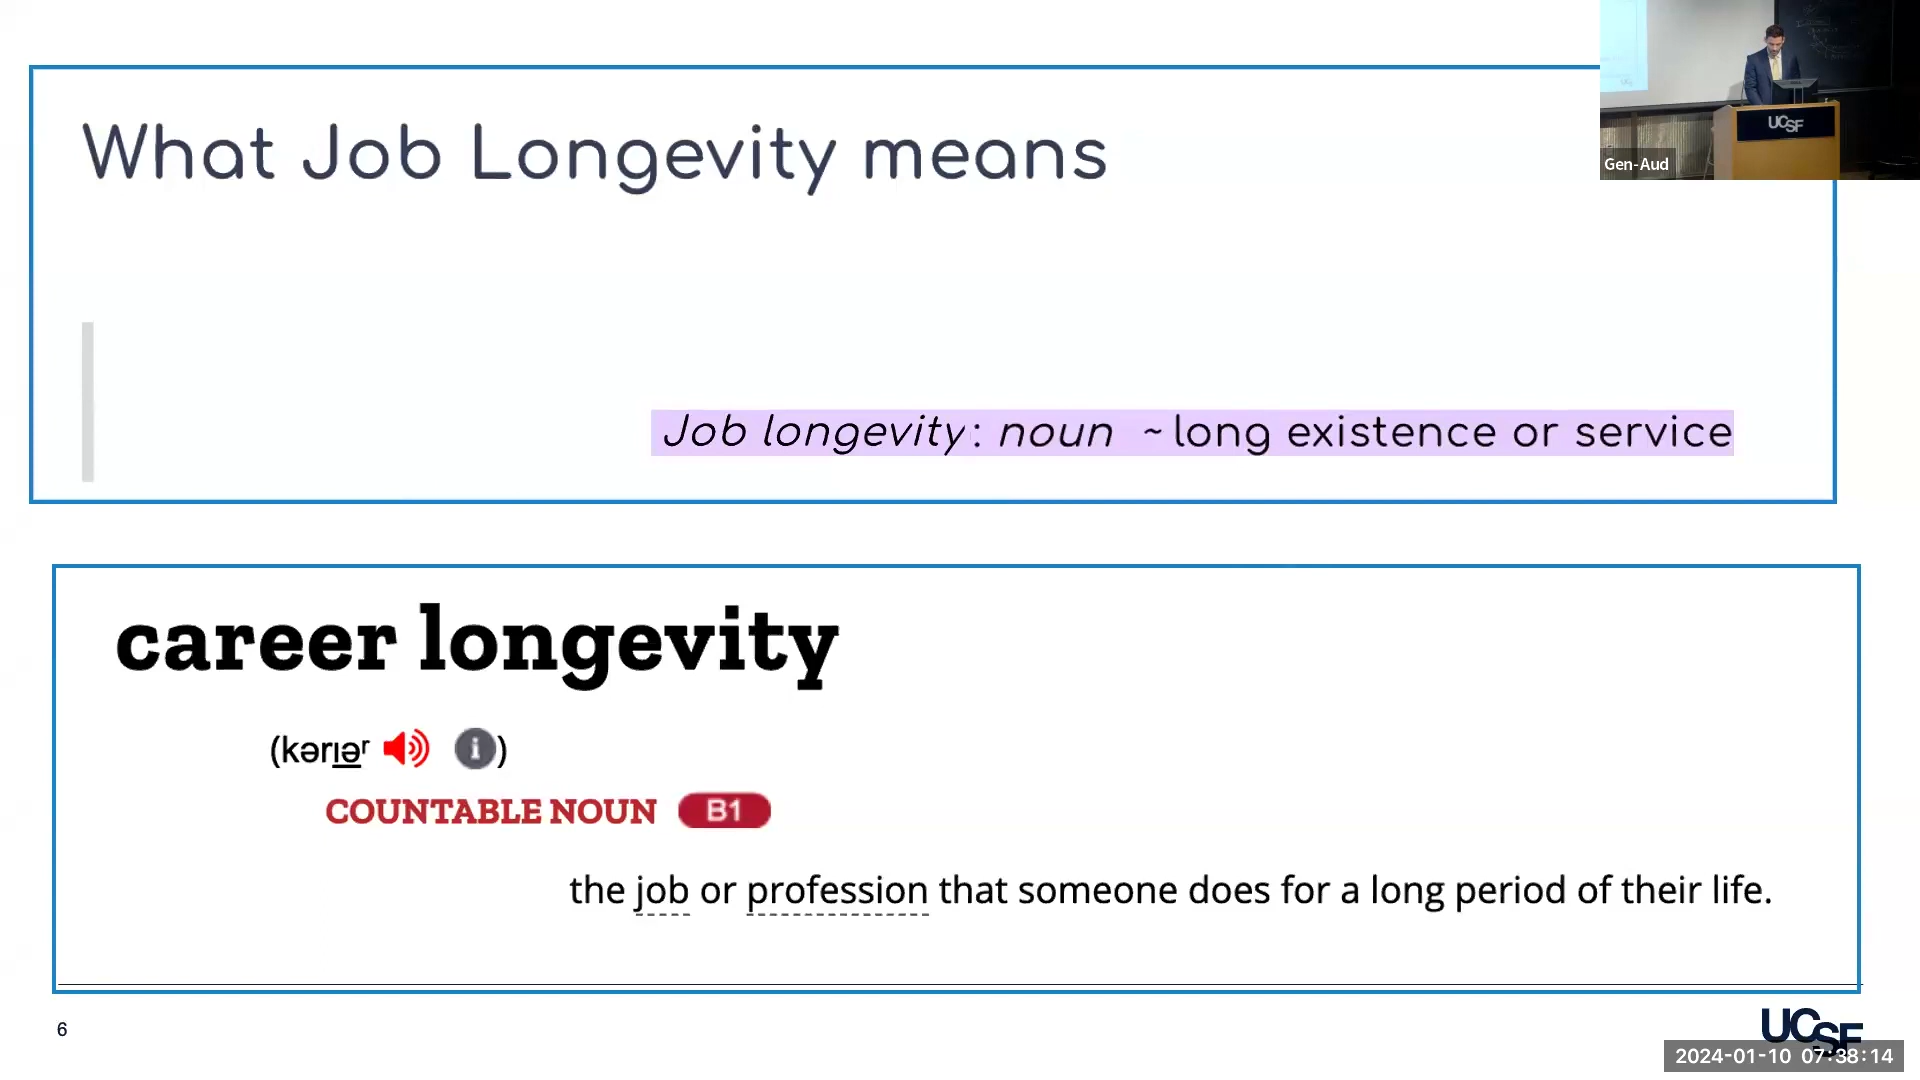 What Job Longevity means
UCSF
Gen-Aud
Job longevity: noun ~ long existence or service
career longevity
(kərɪəʳ i)
COUNTABLE NOUN B1
the job or profession that someone does for a long period of their life.
6
UCSF
2024-01-10 07:38:14